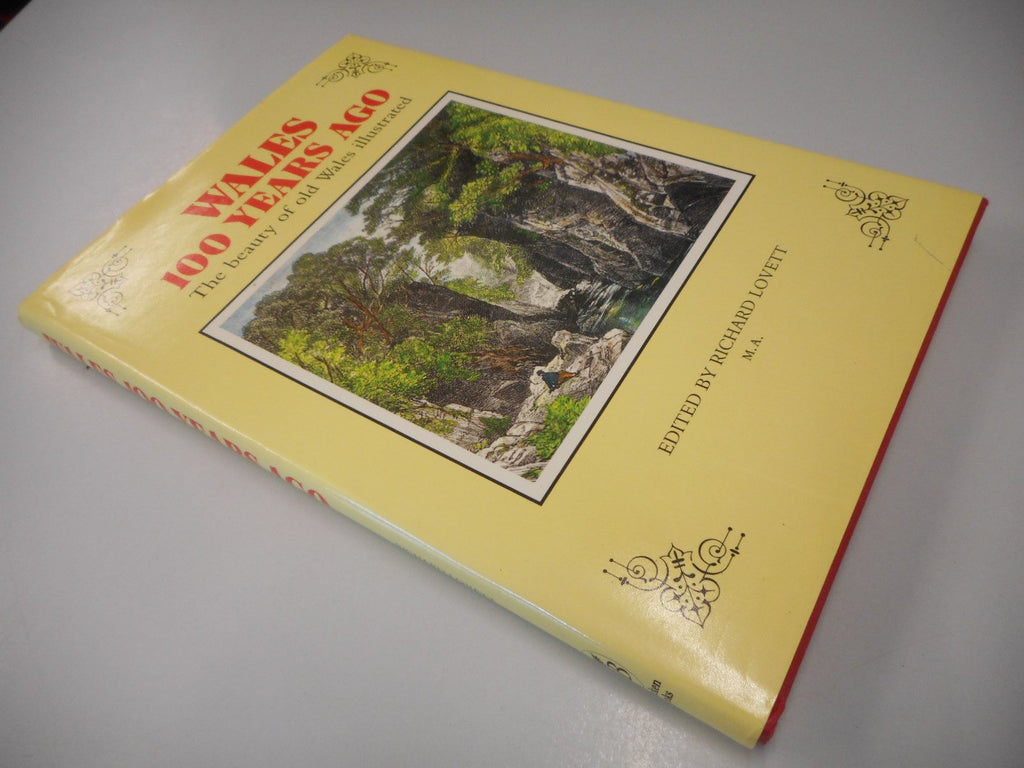 WALES
100 YEARS AGO
The beauty of old Wales illustrated
EDITED BY RICHARD LOVETT
M.A.
WALES 100 YEARS AGO